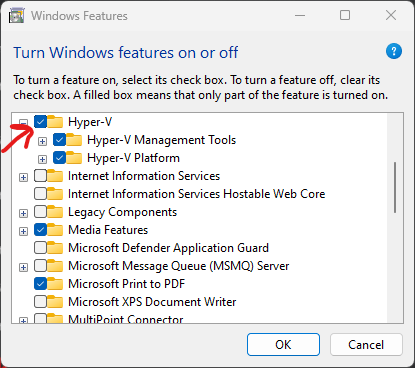 Windows Features
Turn Windows features on or off
?
To turn a feature on, select its check box. To turn a feature off, clear its
check box. A filled box means that only part of the feature is turned on.
Hyper-V
Hyper-V Management Tools
Hyper-V Platform
Internet Information Services
Internet Information Services Hostable Web Core
Legacy Components
Media Features
Microsoft Defender Application Guard
Microsoft Message Queue (MSMQ) Server
Microsoft Print to PDF
Microsoft XPS Document Writer
MultiPoint Connector
OK Cancel